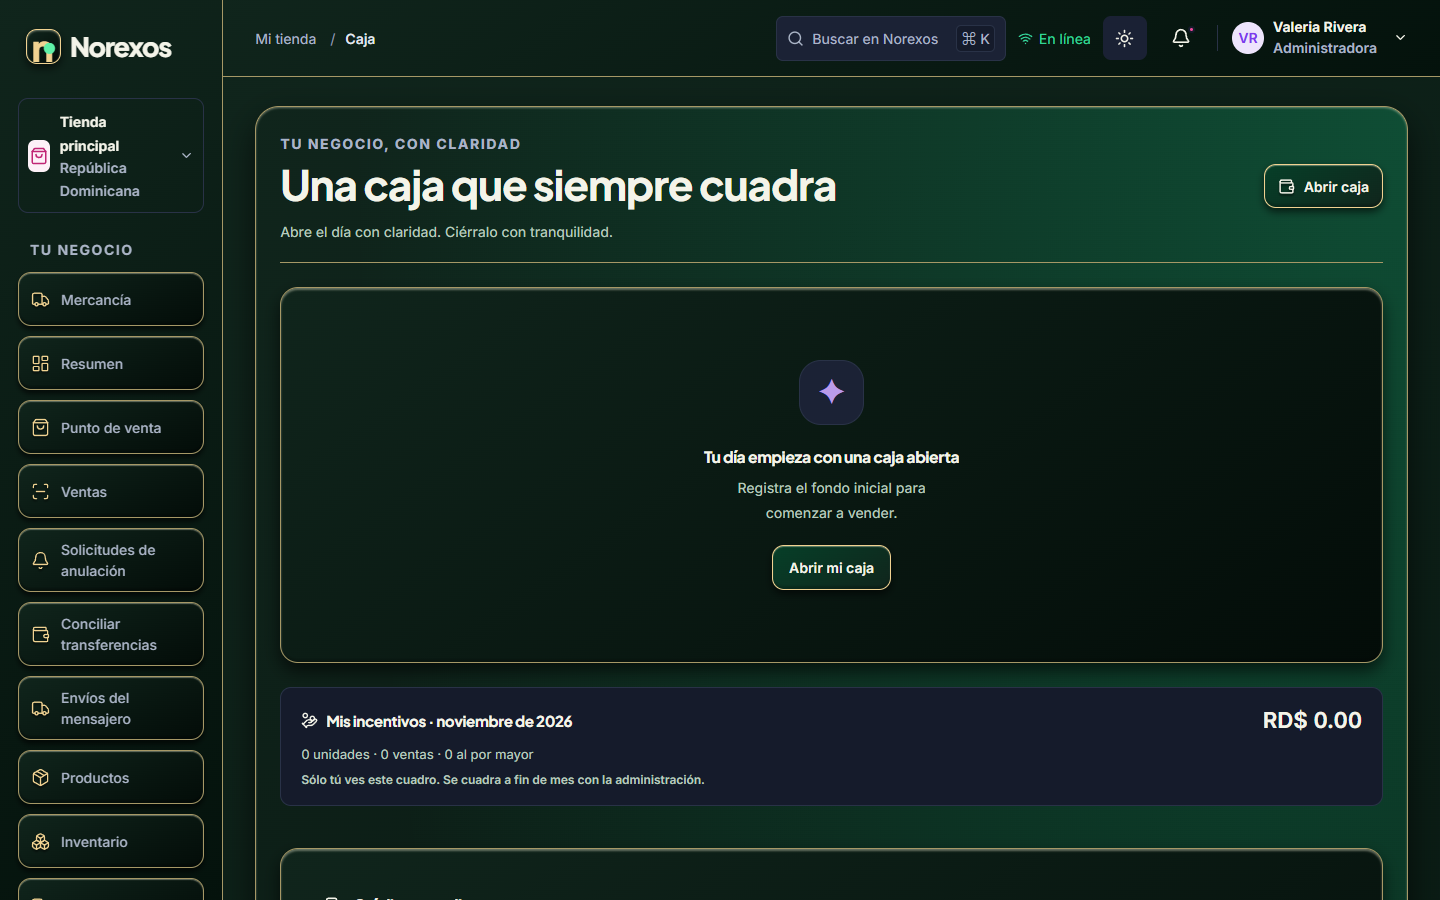 Norexos
Mi tienda / Caja
Buscar en Norexos ⌘ K
En línea
VR
Valeria Rivera
Administradora
Tienda principal
República Dominicana
TU NEGOCIO
Mercancía
Resumen
Punto de venta
Ventas
Solicitudes de anulación
Conciliar transferencias
Envíos del mensajero
Productos
Inventario
TU NEGOCIO, CON CLARIDAD
Una caja que siempre cuadra
Abre el día con claridad. Ciérralo con tranquilidad.
Abrir caja
Tu día empieza con una caja abierta
Registra el fondo inicial para
comenzar a vender.
Abrir mi caja
Mis incentivos · noviembre de 2026
RD$ 0.00
0 unidades · 0 ventas · 0 al por mayor
Sólo tú ves este cuadro. Se cuadra a fin de mes con la administración.